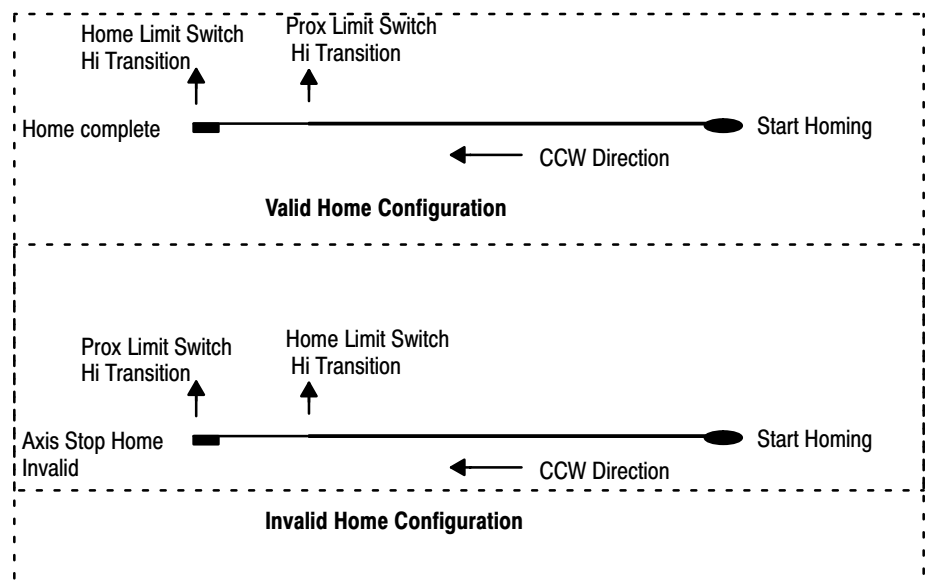 Home Limit Switch
Hi Transition
Prox Limit Switch
Hi Transition
Home complete
Start Homing
CCW Direction
Valid Home Configuration
Prox Limit Switch
Hi Transition
Home Limit Switch
Hi Transition
Axis Stop Home
Invalid
Start Homing
CCW Direction
Invalid Home Configuration